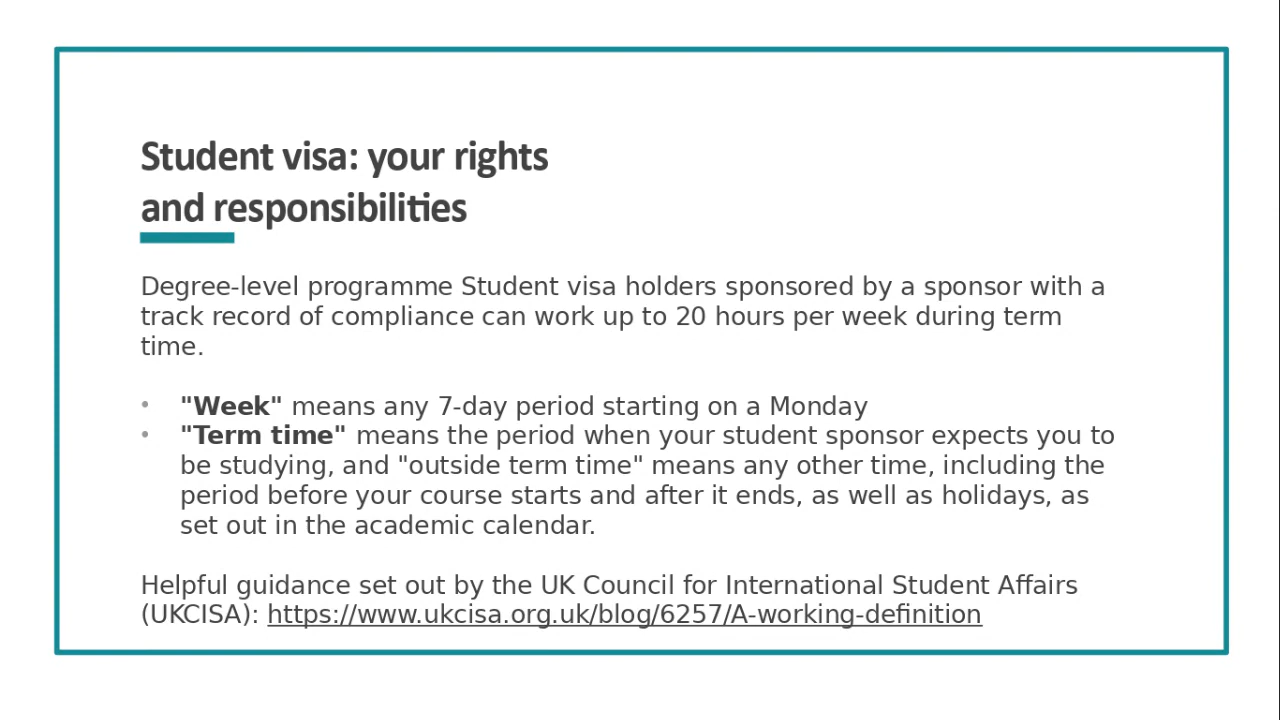 Student visa: your rights
and responsibilities
Degree-level programme Student visa holders sponsored by a sponsor with a
track record of compliance can work up to 20 hours per week during term
time.
• "Week" means any 7-day period starting on a Monday
• "Term time" means the period when your student sponsor expects you to
be studying, and "outside term time" means any other time, including the
period before your course starts and after it ends, as well as holidays, as
set out in the academic calendar.
Helpful guidance set out by the UK Council for International Student Affairs
(UKCISA): https://www.ukcisa.org.uk/blog/6257/A-working-definition